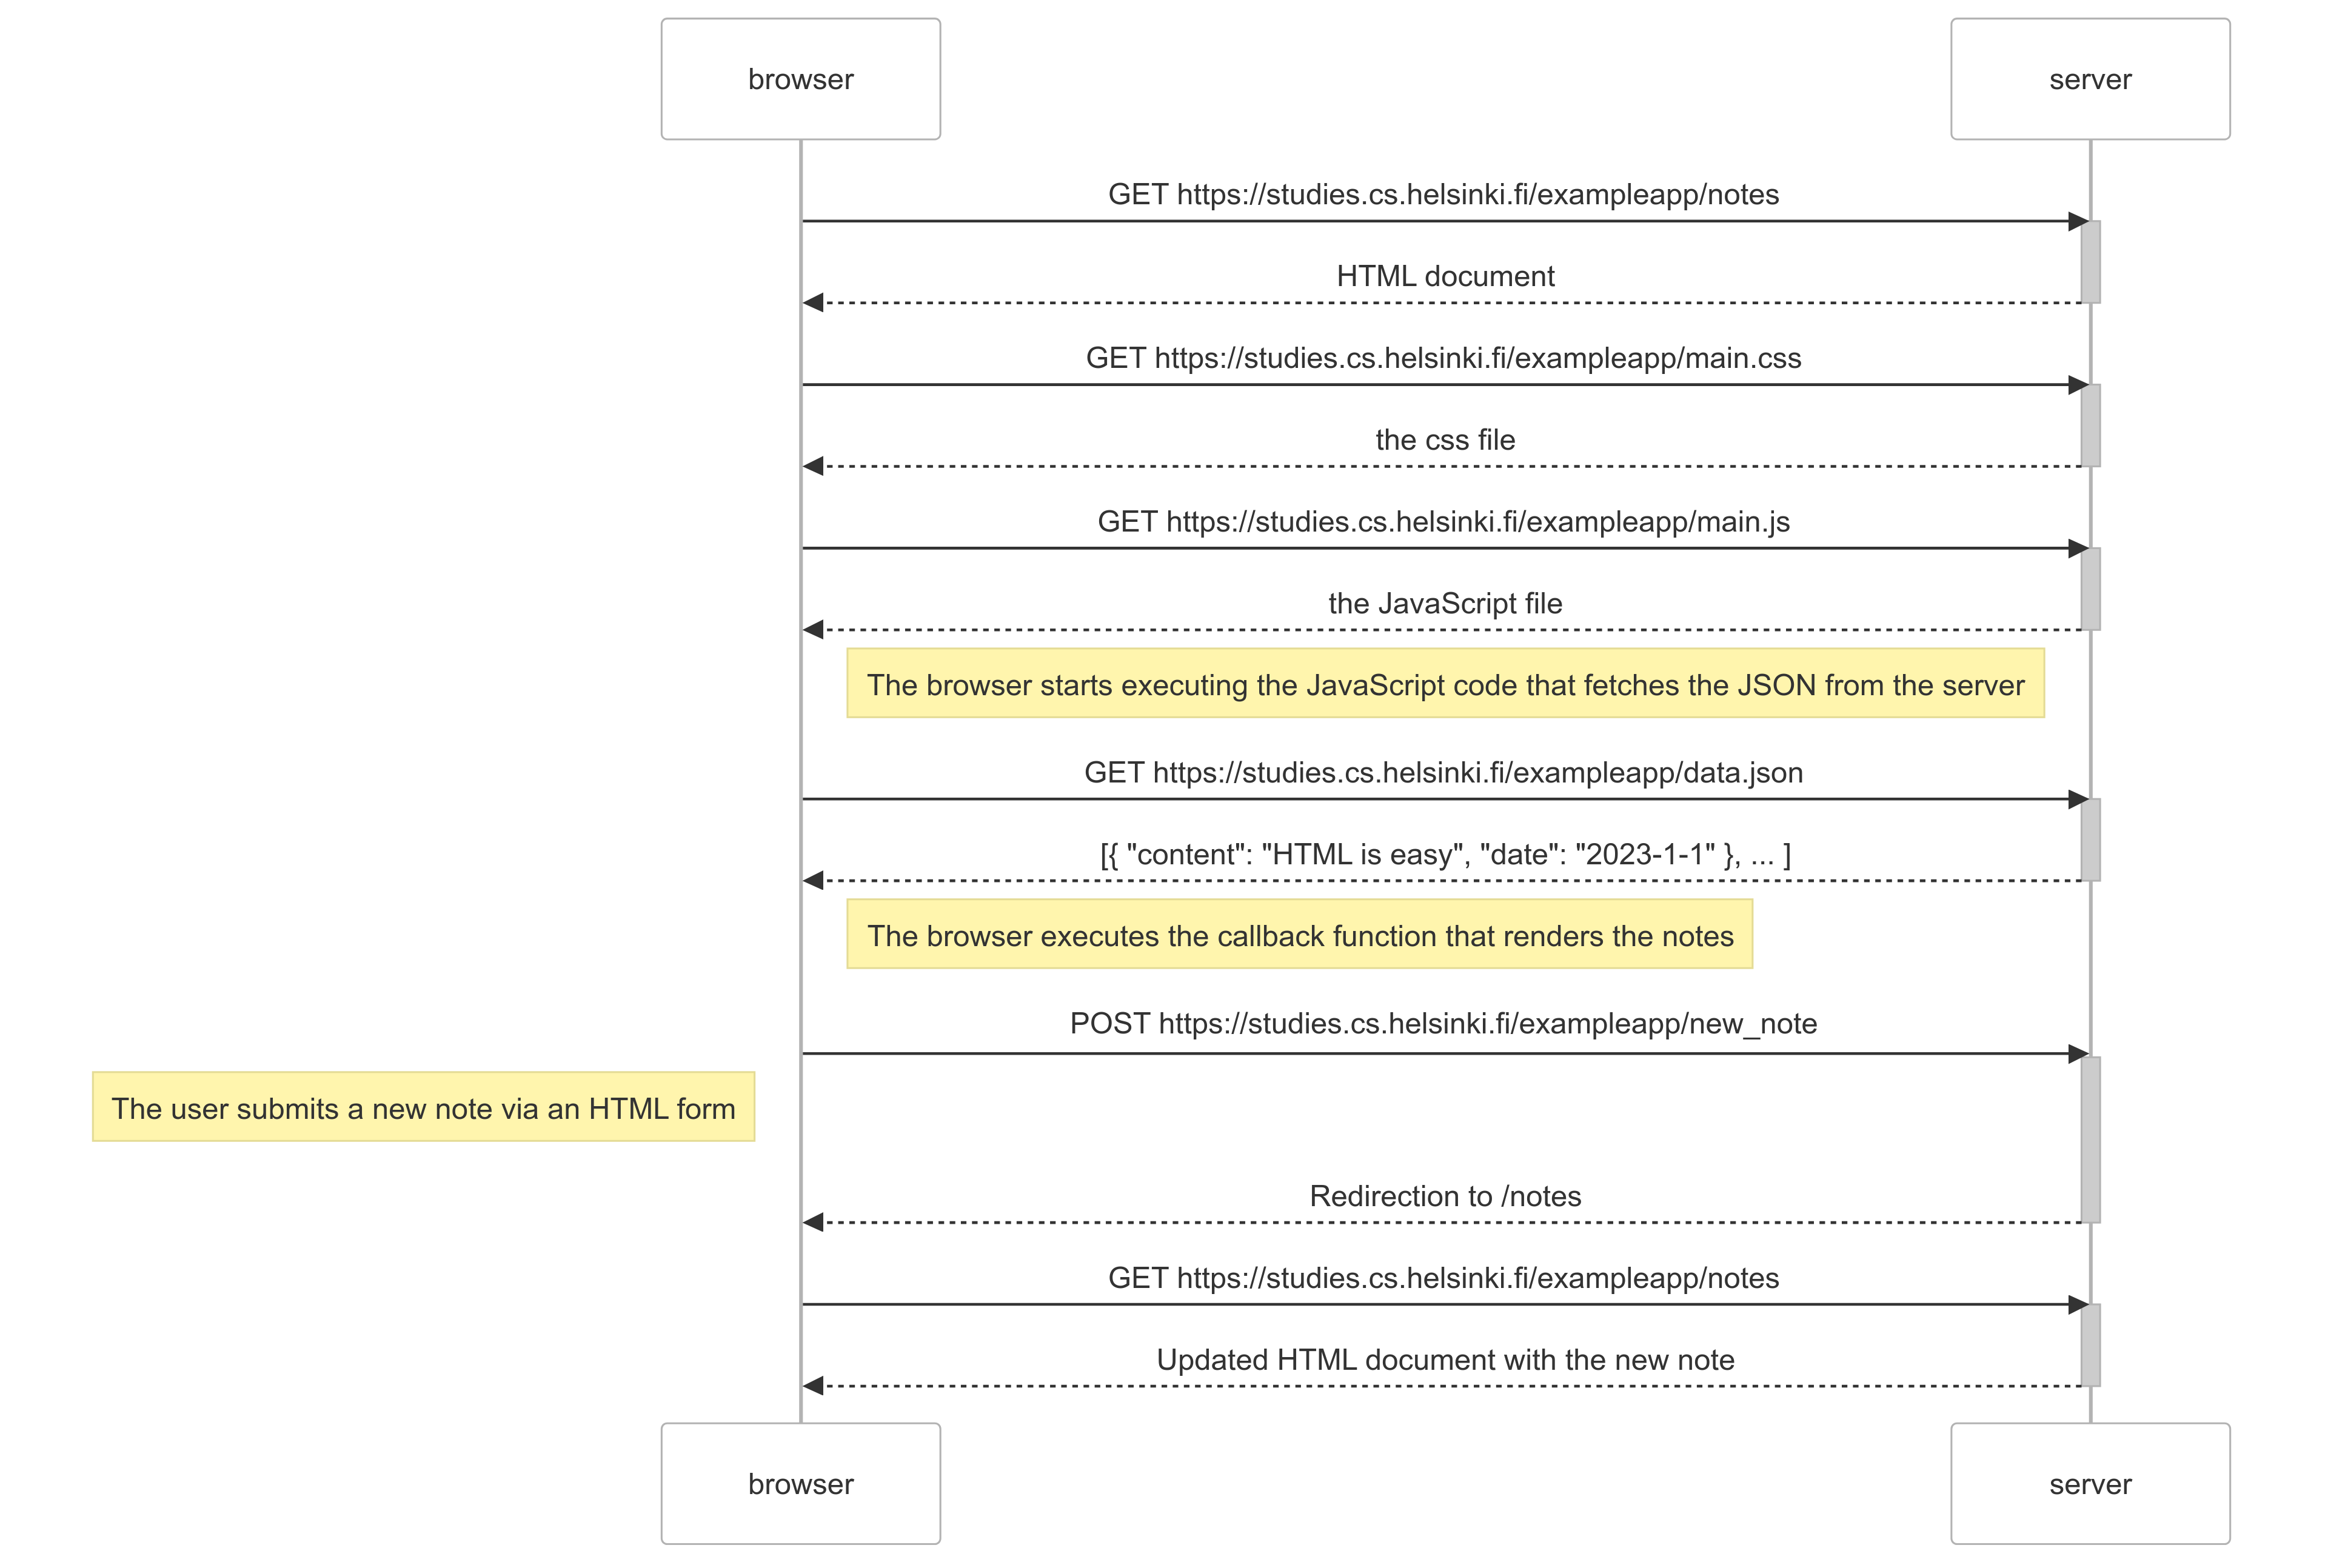 browser
server
GET https://studies.cs.helsinki.fi/exampleapp/notes
HTML document
GET https://studies.cs.helsinki.fi/exampleapp/main.css
the css file
GET https://studies.cs.helsinki.fi/exampleapp/main.js
the JavaScript file
The browser starts executing the JavaScript code that fetches the JSON from the server
GET https://studies.cs.helsinki.fi/exampleapp/data.json
[{ "content": "HTML is easy", "date": "2023-1-1" }, ... ]
The browser executes the callback function that renders the notes
POST https://studies.cs.helsinki.fi/exampleapp/new_note
The user submits a new note via an HTML form
Redirection to /notes
GET https://studies.cs.helsinki.fi/exampleapp/notes
Updated HTML document with the new note
browser
server